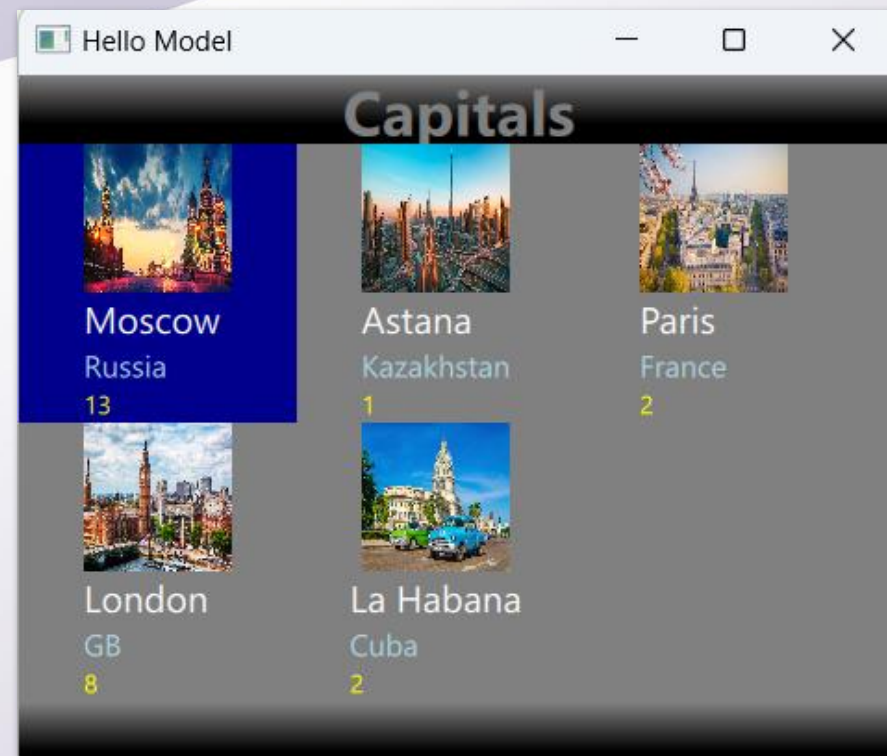 Hello Model
Capitals
Moscow
Russia
13
Astana
Kazakhstan
1
Paris
France
2
London
GB
8
La Habana
Cuba
2